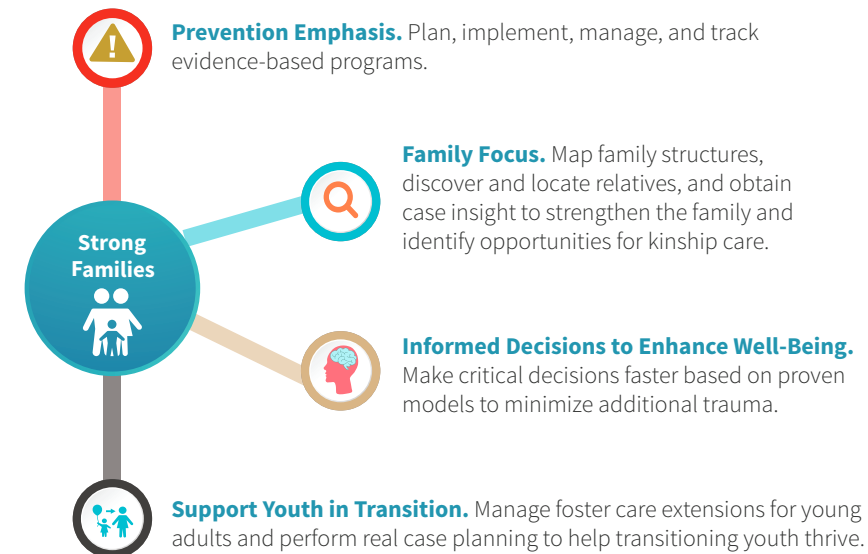 Prevention Emphasis. Plan, implement, manage, and track
evidence-based programs.
Family Focus. Map family structures,
discover and locate relatives, and obtain
case insight to strengthen the family and
identify opportunities for kinship care.
Strong
Families
Informed Decisions to Enhance Well-Being.
Make critical decisions faster based on proven
models to minimize additional trauma.
Support Youth in Transition. Manage foster care extensions for young
adults and perform real case planning to help transitioning youth thrive.